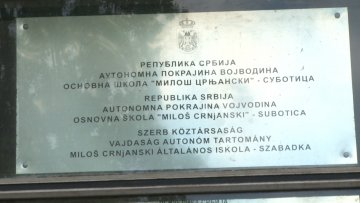 РЕПУБЛИКА СРБИЈА
АУТОНОМНА ПОКРАЈИНА ВОЈВОДИНА
ОСНОВНА ШКОЛА "МИЛОШ ЦРЊАНСКИ" - СУБОТИЦА
REPUBLIKA SRBIJA
AUTONOMNA POKRAJINA VOJVODINA
OSNOVNA ŠKOLA "MILOŠ CRNJANSKI" - SUBOTICA
SZERB KÖZTÁRSASÁG
VAJDASÁG AUTONÓM TARTOMÁNY
MILOŠ CRNJANSKI ÁLTALÁNOS ISKOLA - SZABADKA